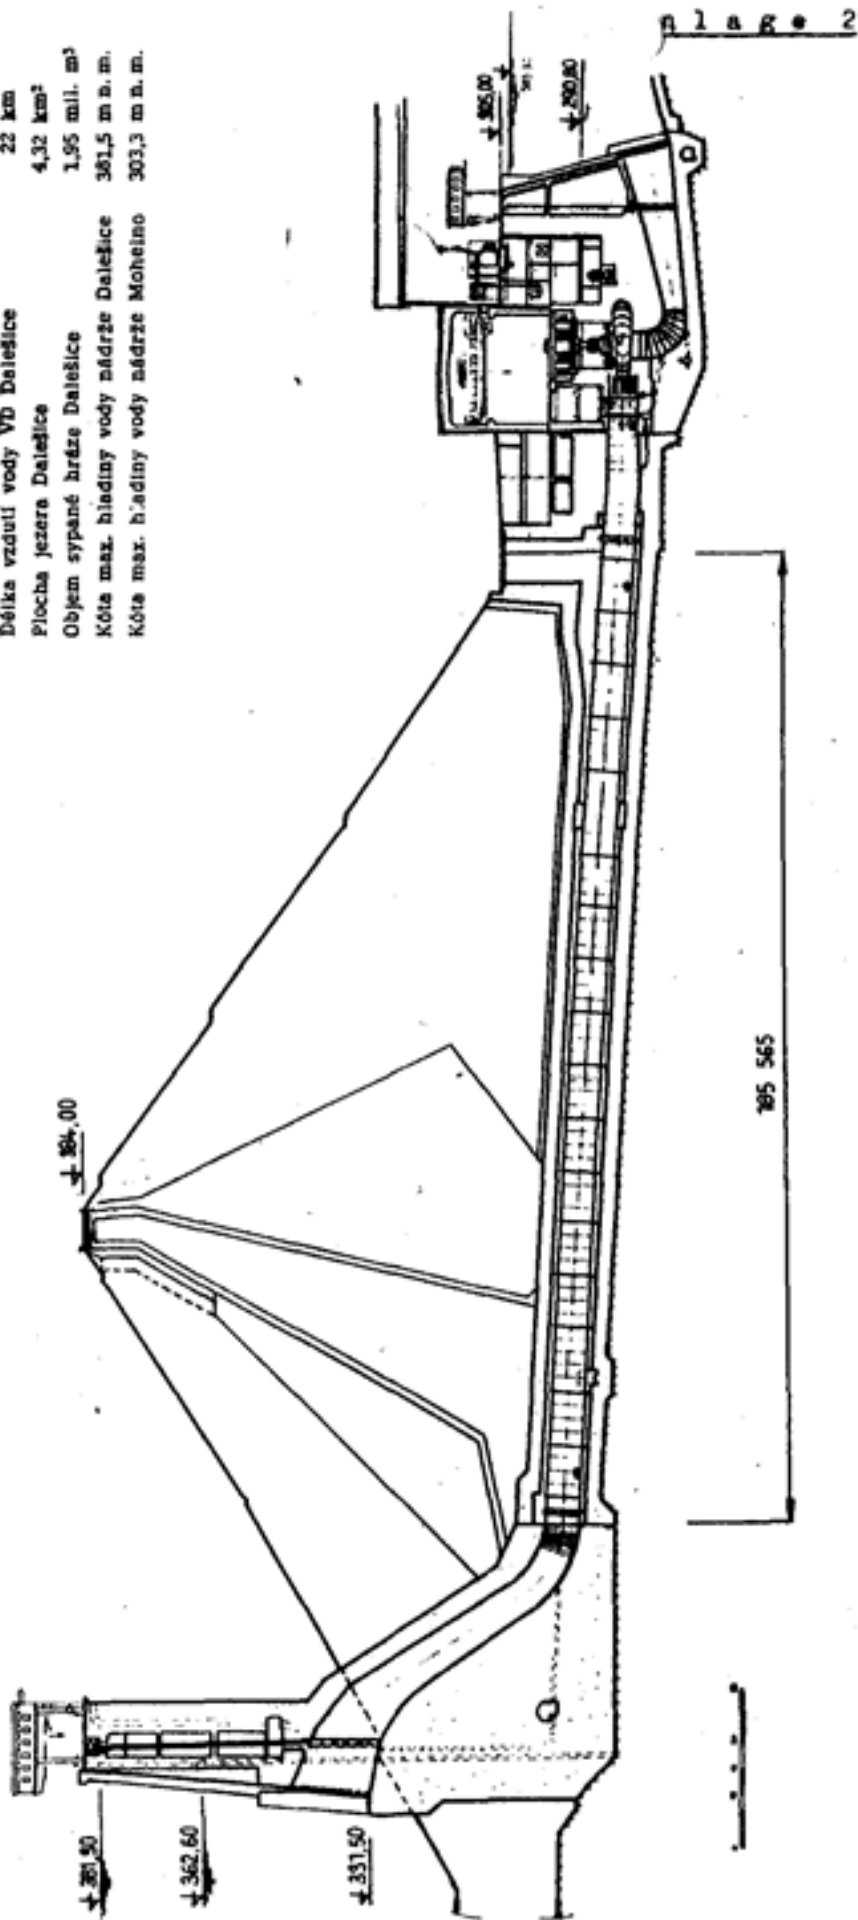 nlage 2
Délka vzdutí vody VD Dalešice 22 km
Plocha jezera Dalešice 4,32 km²
Objem sypané hráze Dalešice 1,95 mil. m³
Kóta max. hladiny vody nádrže Dalešice 381,5 m n. m.
Kóta max. hladiny vody nádrže Mohelno 303,3 m n. m.
381,50
362,60
331,50
384,00
305,00
290,80
185 565